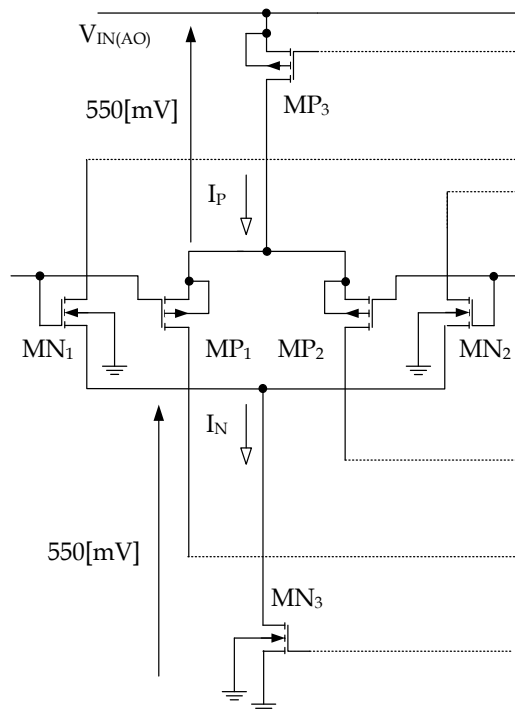 V_IN(AO)
MP₃
550[mV]
I_P
MN₁
MP₁
MP₂
MN₂
I_N
550[mV]
MN₃